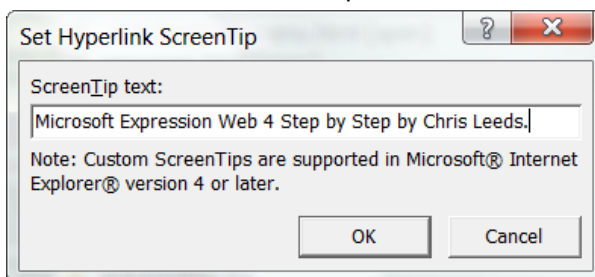 Set Hyperlink ScreenTip
ScreenTip text:
Microsoft Expression Web 4 Step by Step by Chris Leeds.
Note: Custom ScreenTips are supported in Microsoft® Internet
Explorer® version 4 or later.
OK Cancel